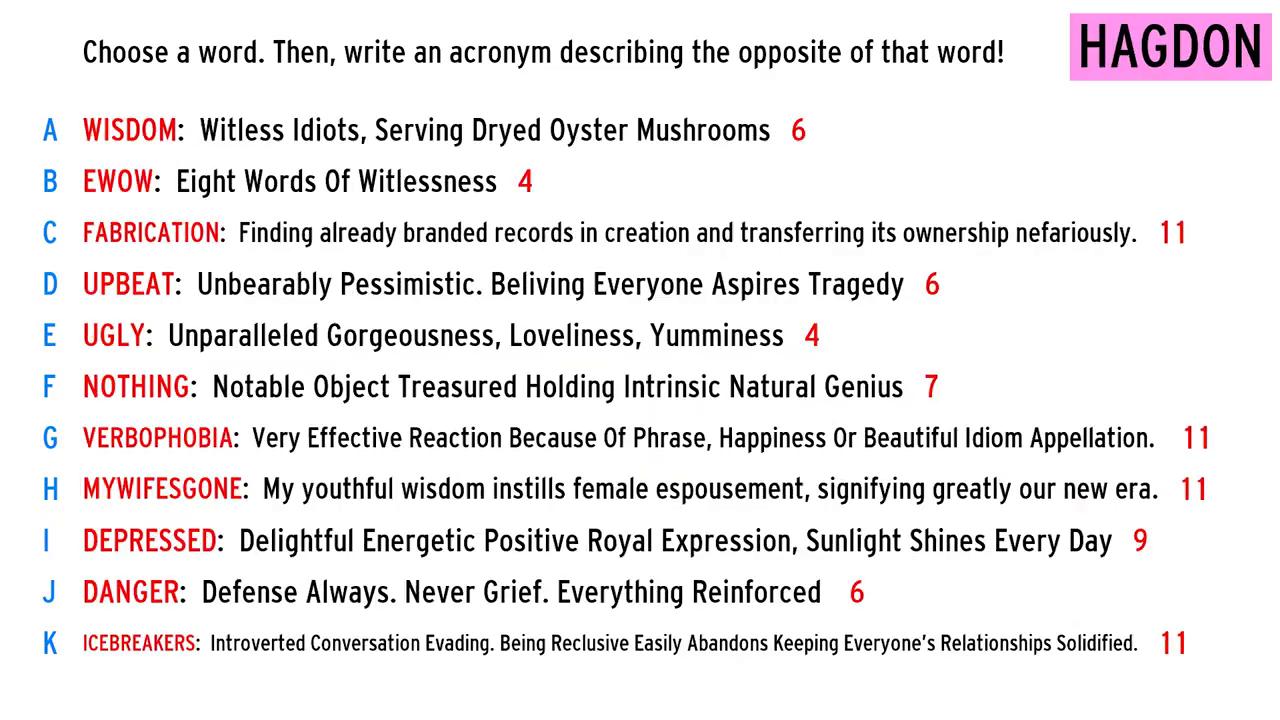 Choose a word. Then, write an acronym describing the opposite of that word!
HAGDON
A WISDOM: Witless Idiots, Serving Dryed Oyster Mushrooms 6
B EWOW: Eight Words Of Witlessness 4
C FABRICATION: Finding already branded records in creation and transferring its ownership nefariously. 11
D UPBEAT: Unbearably Pessimistic. Beliving Everyone Aspires Tragedy 6
E UGLY: Unparalleled Gorgeousness, Loveliness, Yumminess 4
F NOTHING: Notable Object Treasured Holding Intrinsic Natural Genius 7
G VERBOPHOBIA: Very Effective Reaction Because Of Phrase, Happiness Or Beautiful Idiom Appellation. 11
H MYWIFESGONE: My youthful wisdom instills female espousement, signifying greatly our new era. 11
I DEPRESSED: Delightful Energetic Positive Royal Expression, Sunlight Shines Every Day 9
J DANGER: Defense Always. Never Grief. Everything Reinforced 6
K ICEBREAKERS: Introverted Conversation Evading. Being Reclusive Easily Abandons Keeping Everyone's Relationships Solidified. 11